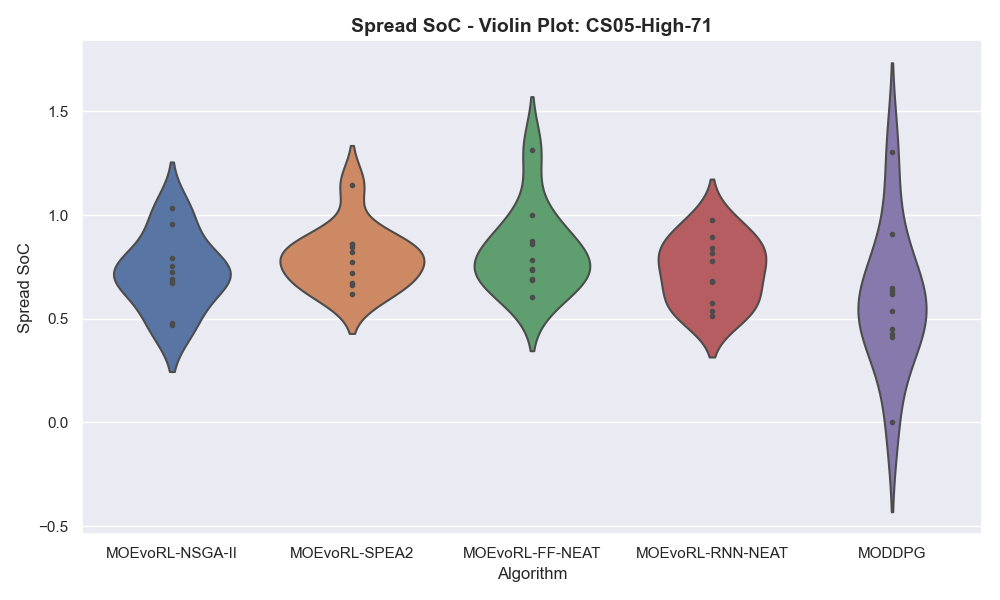 Spread SoC - Violin Plot: CS05-High-71
Spread SoC
1.5
1.0
0.5
0.0
−0.5
MOEvoRL-NSGA-II
MOEvoRL-SPEA2
MOEvoRL-FF-NEAT
MOEvoRL-RNN-NEAT
MODDPG
Algorithm